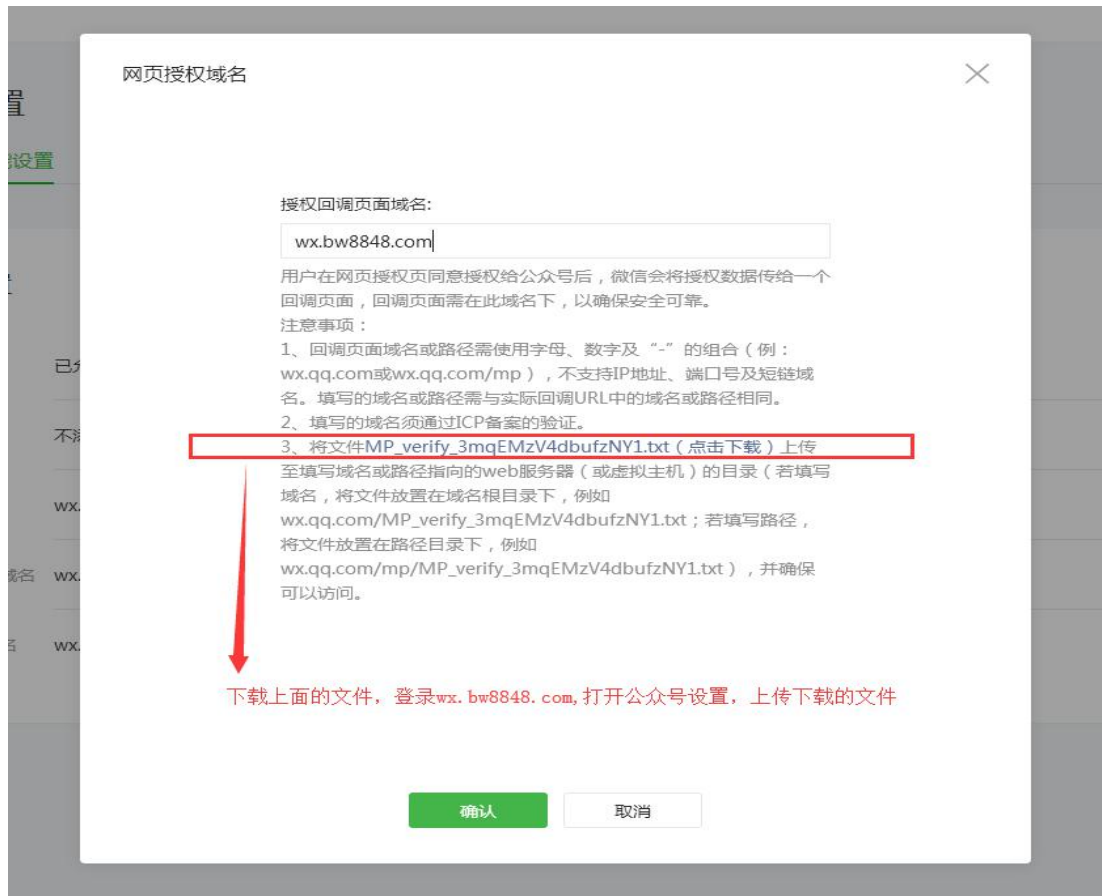 网页授权域名
置
设置
授权回调页面域名:
wx.bw8848.com
用户在网页授权页同意授权给公众号后，微信会将授权数据传给一个
回调页面，回调页面需在此域名下，以确保安全可靠。
注意事项：
1、回调页面域名或路径需使用字母、数字及“-”的组合（例：
wx.qq.com或wx.qq.com/mp），不支持IP地址、端口号及短链域
名。填写的域名或路径需与实际回调URL中的域名或路径相同。
2、填写的域名须通过ICP备案的验证。
3、将文件MP_verify_3mqEMzV4dbufzNY1.txt（点击下载）上传
至填写域名或路径指向的web服务器（或虚拟主机）的目录（若填写
域名，将文件放置在域名根目录下，例如
wx.qq.com/MP_verify_3mqEMzV4dbufzNY1.txt；若填写路径，
将文件放置在路径目录下，例如
wx.qq.com/mp/MP_verify_3mqEMzV4dbufzNY1.txt），并确保
可以访问。
已
不
wx.
域名 wx.
名 wx.
下载上面的文件，登录wx.bw8848.com,打开公众号设置，上传下载的文件
确认
取消